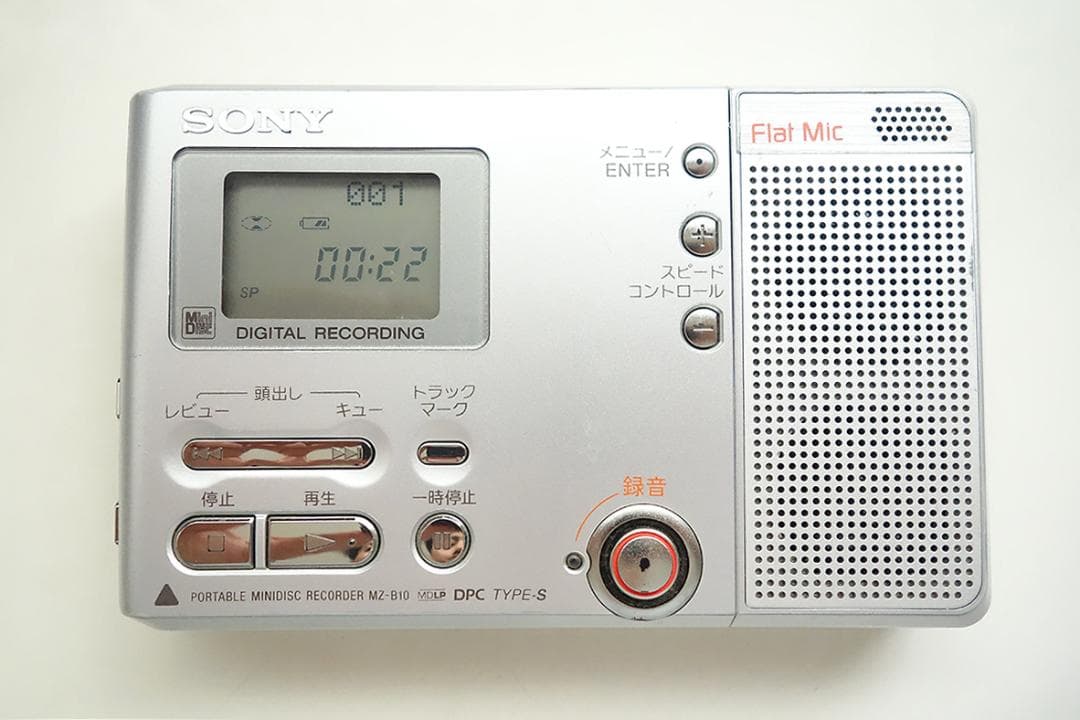 SONY
Flat Mic
メニュー/
ENTER
001
00:22
SP
Mini
Disc
DIGITAL RECORDING
スピード
コントロール
頭出し
レビュー
キュー
トラック
マーク
停止
再生
一時停止
録音
PORTABLE MINIDISC RECORDER MZ-B10 MDLP DPC TYPE-S